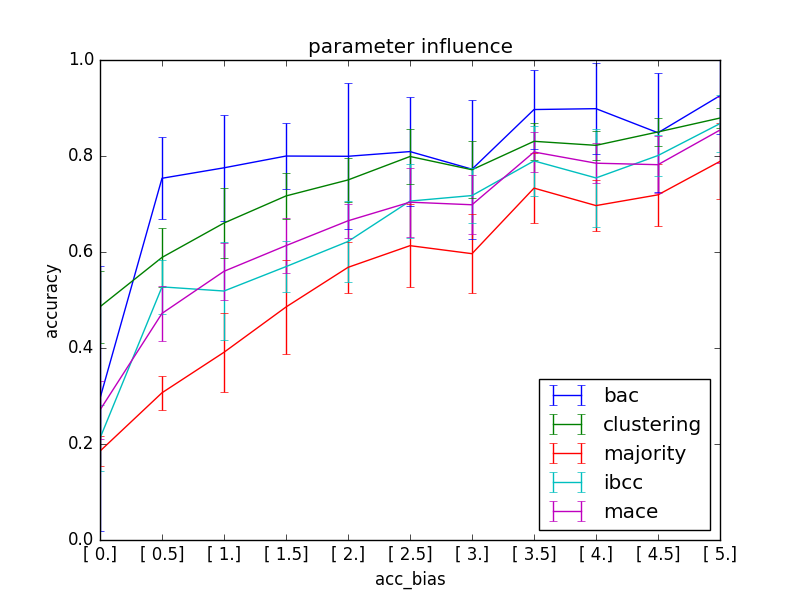 parameter influence
accuracy
1.0
0.8
0.6
0.4
0.2
0.0
bac
clustering
majority
ibcc
mace
[ 0.] [ 0.5] [ 1.] [ 1.5] [ 2.] [ 2.5] [ 3.] [ 3.5] [ 4.] [ 4.5] [ 5.]
acc_bias